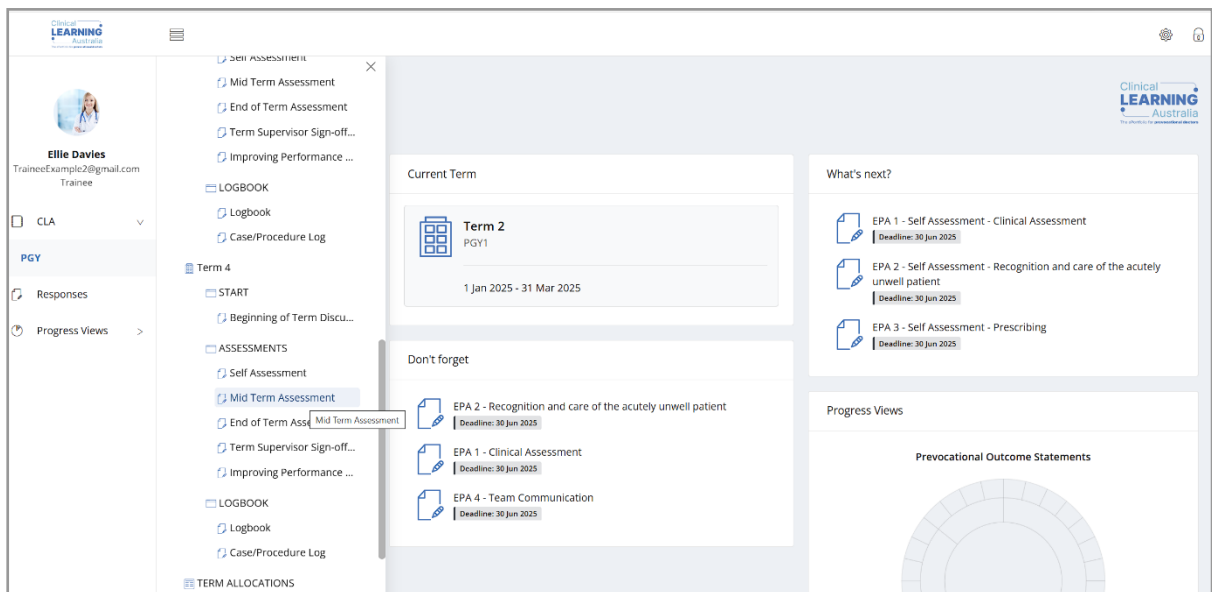 Clinical
LEARNING
Australia
Ellie Davies
TraineeExample2@gmail.com
Trainee
CLA
PGY
Responses
Progress Views
Self Assessment
Mid Term Assessment
End of Term Assessment
Term Supervisor Sign-off...
Improving Performance ...
LOGBOOK
Logbook
Case/Procedure Log
Term 4
START
Beginning of Term Discu...
ASSESSMENTS
Self Assessment
Mid Term Assessment
End of Term Asse
Mid Term Assessment
Term Supervisor Sign-off...
Improving Performance ...
LOGBOOK
Logbook
Case/Procedure Log
TERM ALLOCATIONS
Clinical
LEARNING
Australia
Current Term
Term 2
PGY1
1 Jan 2025 - 31 Mar 2025
Don't forget
EPA 2 - Recognition and care of the acutely unwell patient
Deadline: 30 Jun 2025
EPA 1 - Clinical Assessment
Deadline: 30 Jun 2025
EPA 4 - Team Communication
Deadline: 30 Jun 2025
What's next?
EPA 1 - Self Assessment - Clinical Assessment
Deadline: 30 Jun 2025
EPA 2 - Self Assessment - Recognition and care of the acutely
unwell patient
Deadline: 30 Jun 2025
EPA 3 - Self Assessment - Prescribing
Deadline: 30 Jun 2025
Progress Views
Prevocational Outcome Statements